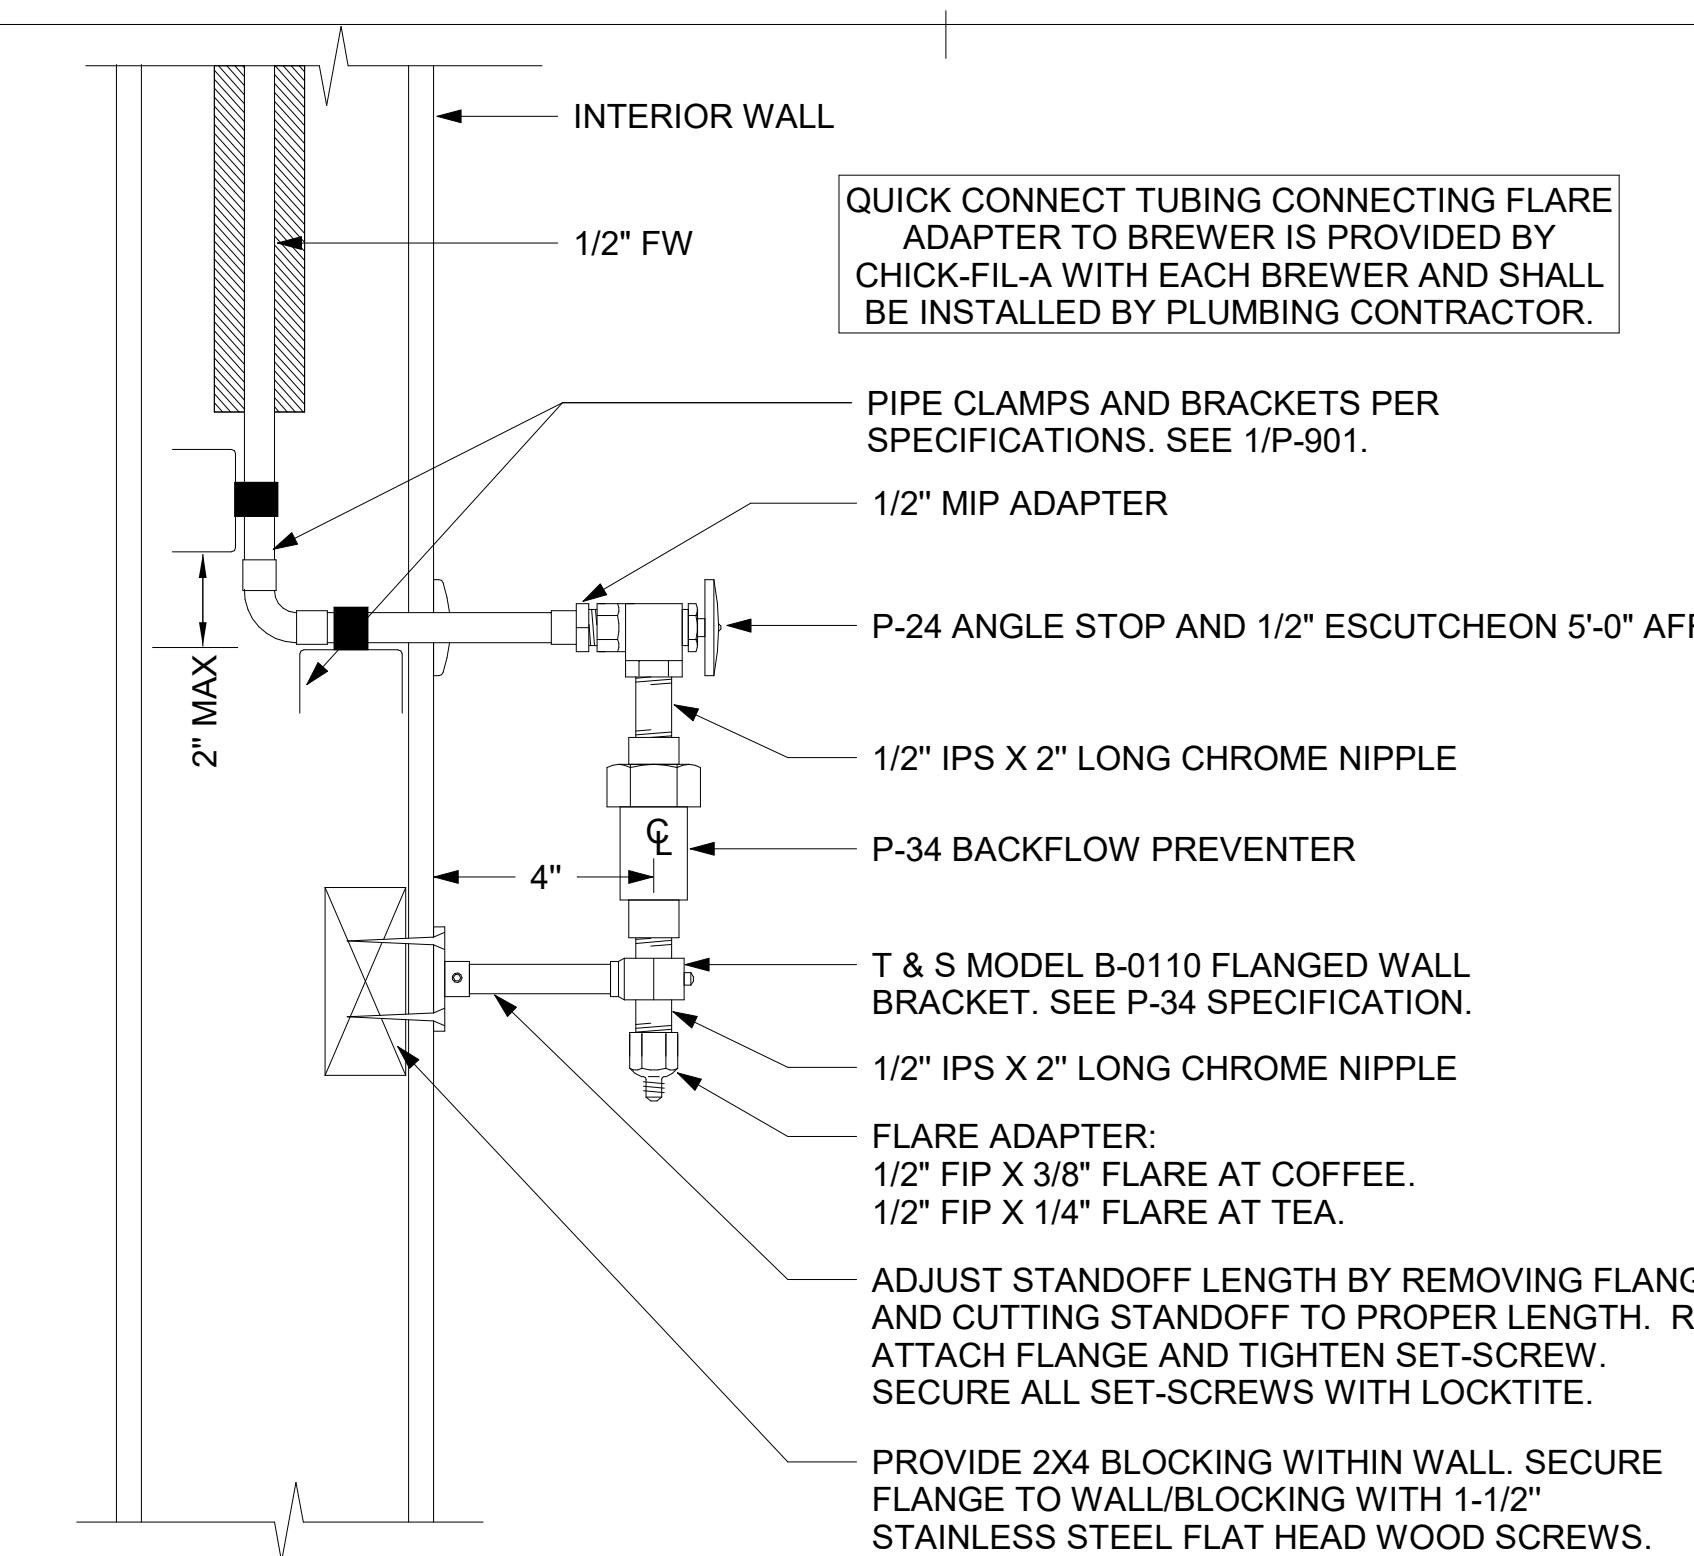 INTERIOR WALL
QUICK CONNECT TUBING CONNECTING FLARE
ADAPTER TO BREWER IS PROVIDED BY
CHICK-FIL-A WITH EACH BREWER AND SHALL
BE INSTALLED BY PLUMBING CONTRACTOR.
1/2" FW
PIPE CLAMPS AND BRACKETS PER
SPECIFICATIONS. SEE 1/P-901.
1/2" MIP ADAPTER
P-24 ANGLE STOP AND 1/2" ESCUTCHEON 5'-0"
2" MAX
1/2" IPS X 2" LONG CHROME NIPPLE
CL
P-34 BACKFLOW PREVENTER
4"
T & S MODEL B-0110 FLANGED WALL
BRACKET. SEE P-34 SPECIFICATION.
1/2" IPS X 2" LONG CHROME NIPPLE
FLARE ADAPTER:
1/2" FIP X 3/8" FLARE AT COFFEE.
1/2" FIP X 1/4" FLARE AT TEA.
ADJUST STANDOFF LENGTH BY REMOVING
AND CUTTING STANDOFF TO PROPER LENGTH.
ATTACH FLANGE AND TIGHTEN SET-SCREW.
SECURE ALL SET-SCREWS WITH LOCKTITE.
PROVIDE 2X4 BLOCKING WITHIN WALL. SECURE
FLANGE TO WALL/BLOCKING WITH 1-1/2"
STAINLESS STEEL FLAT HEAD WOOD SCREWS.